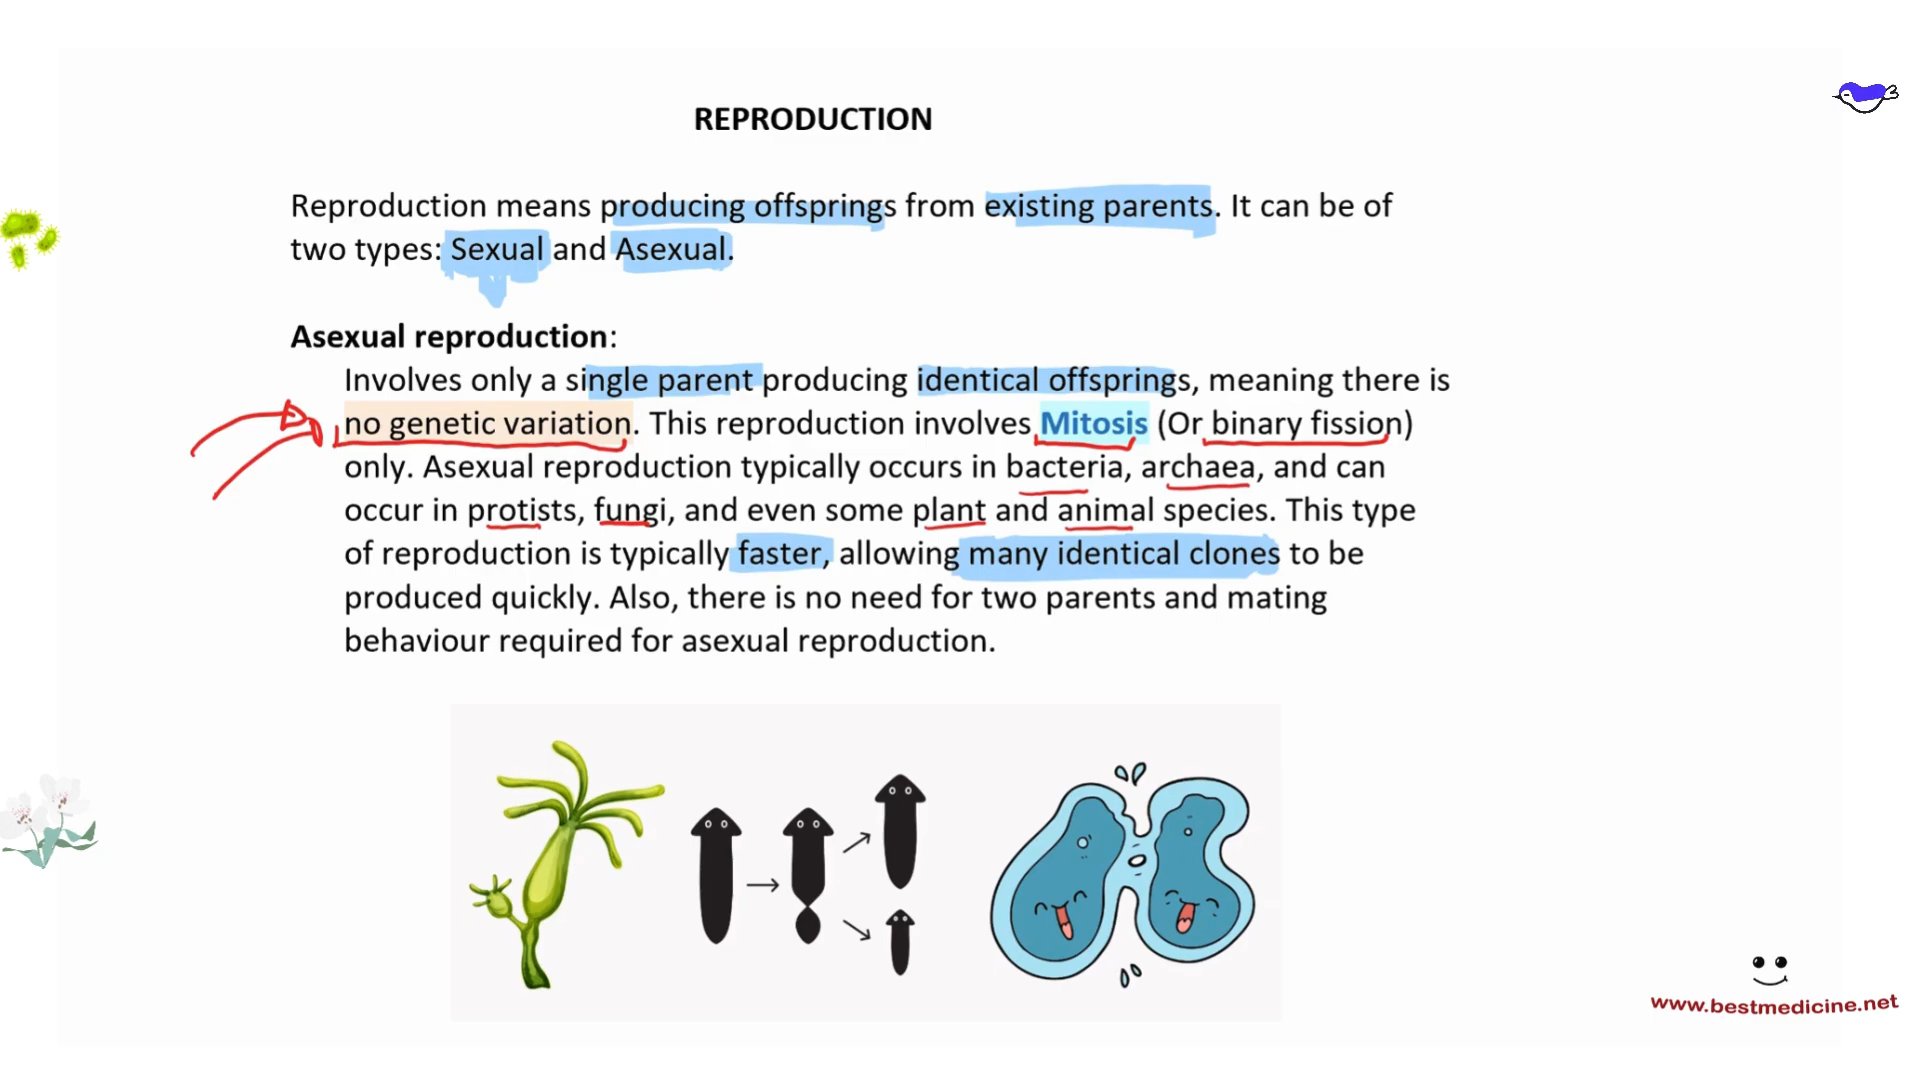 REPRODUCTION
Reproduction means producing offsprings from existing parents. It can be of
two types: Sexual and Asexual.
Asexual reproduction:
Involves only a single parent producing identical offsprings, meaning there is
no genetic variation. This reproduction involves Mitosis (Or binary fission)
only. Asexual reproduction typically occurs in bacteria, archaea, and can
occur in protists, fungi, and even some plant and animal species. This type
of reproduction is typically faster, allowing many identical clones to be
produced quickly. Also, there is no need for two parents and mating
behaviour required for asexual reproduction.
www.bestmedicine.net